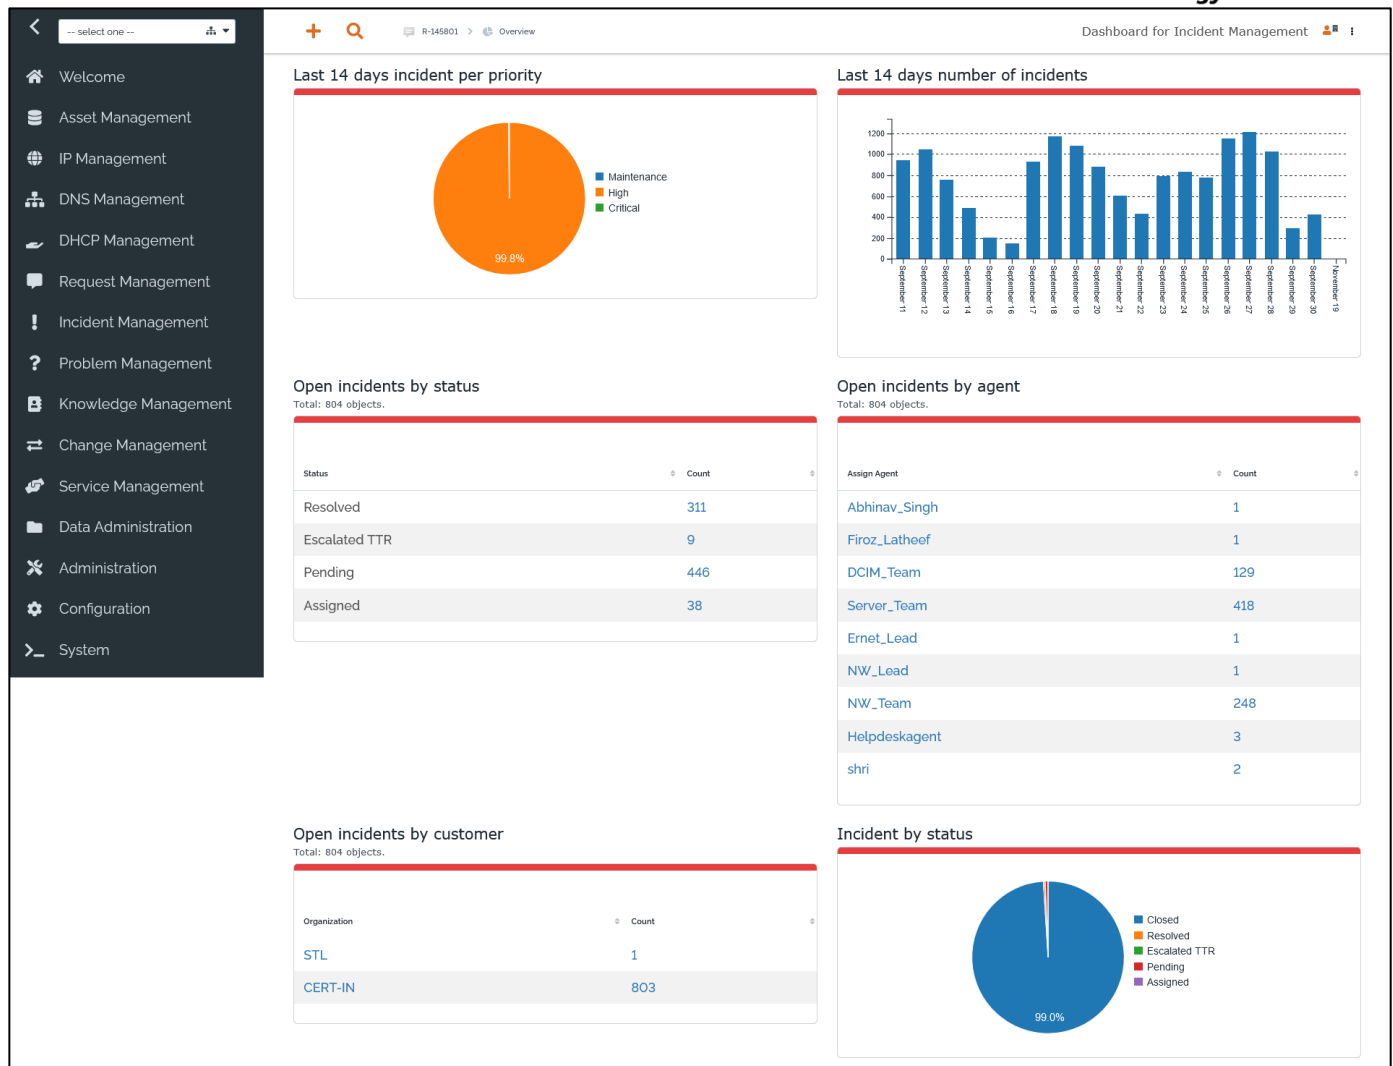 -- select one --
R-145801 > Overview
Dashboard for Incident Management
Welcome
Asset Management
IP Management
DNS Management
DHCP Management
Request Management
Incident Management
Problem Management
Knowledge Management
Change Management
Service Management
Data Administration
Administration
Configuration
System
Last 14 days incident per priority
99.8%
Maintenance
High
Critical
Last 14 days number of incidents
1200
1000
800
600
400
200
0
September 11
September 12
September 13
September 14
September 15
September 16
September 17
September 18
September 19
September 20
September 21
September 22
September 23
September 24
September 25
September 26
September 27
September 28
September 29
September 30
November 19
Open incidents by status
Total: 804 objects.
Status Count
Resolved 311
Escalated TTR 9
Pending 446
Assigned 38
Open incidents by agent
Total: 804 objects.
Assign Agent Count
Abhinav_Singh 1
Firoz_Latheef 1
DCIM_Team 129
Server_Team 418
Ernet_Lead 1
NW_Lead 1
NW_Team 248
Helpdeskagent 3
shri 2
Open incidents by customer
Total: 804 objects.
Organization Count
STL 1
CERT-IN 803
Incident by status
99.0%
Closed
Resolved
Escalated TTR
Pending
Assigned